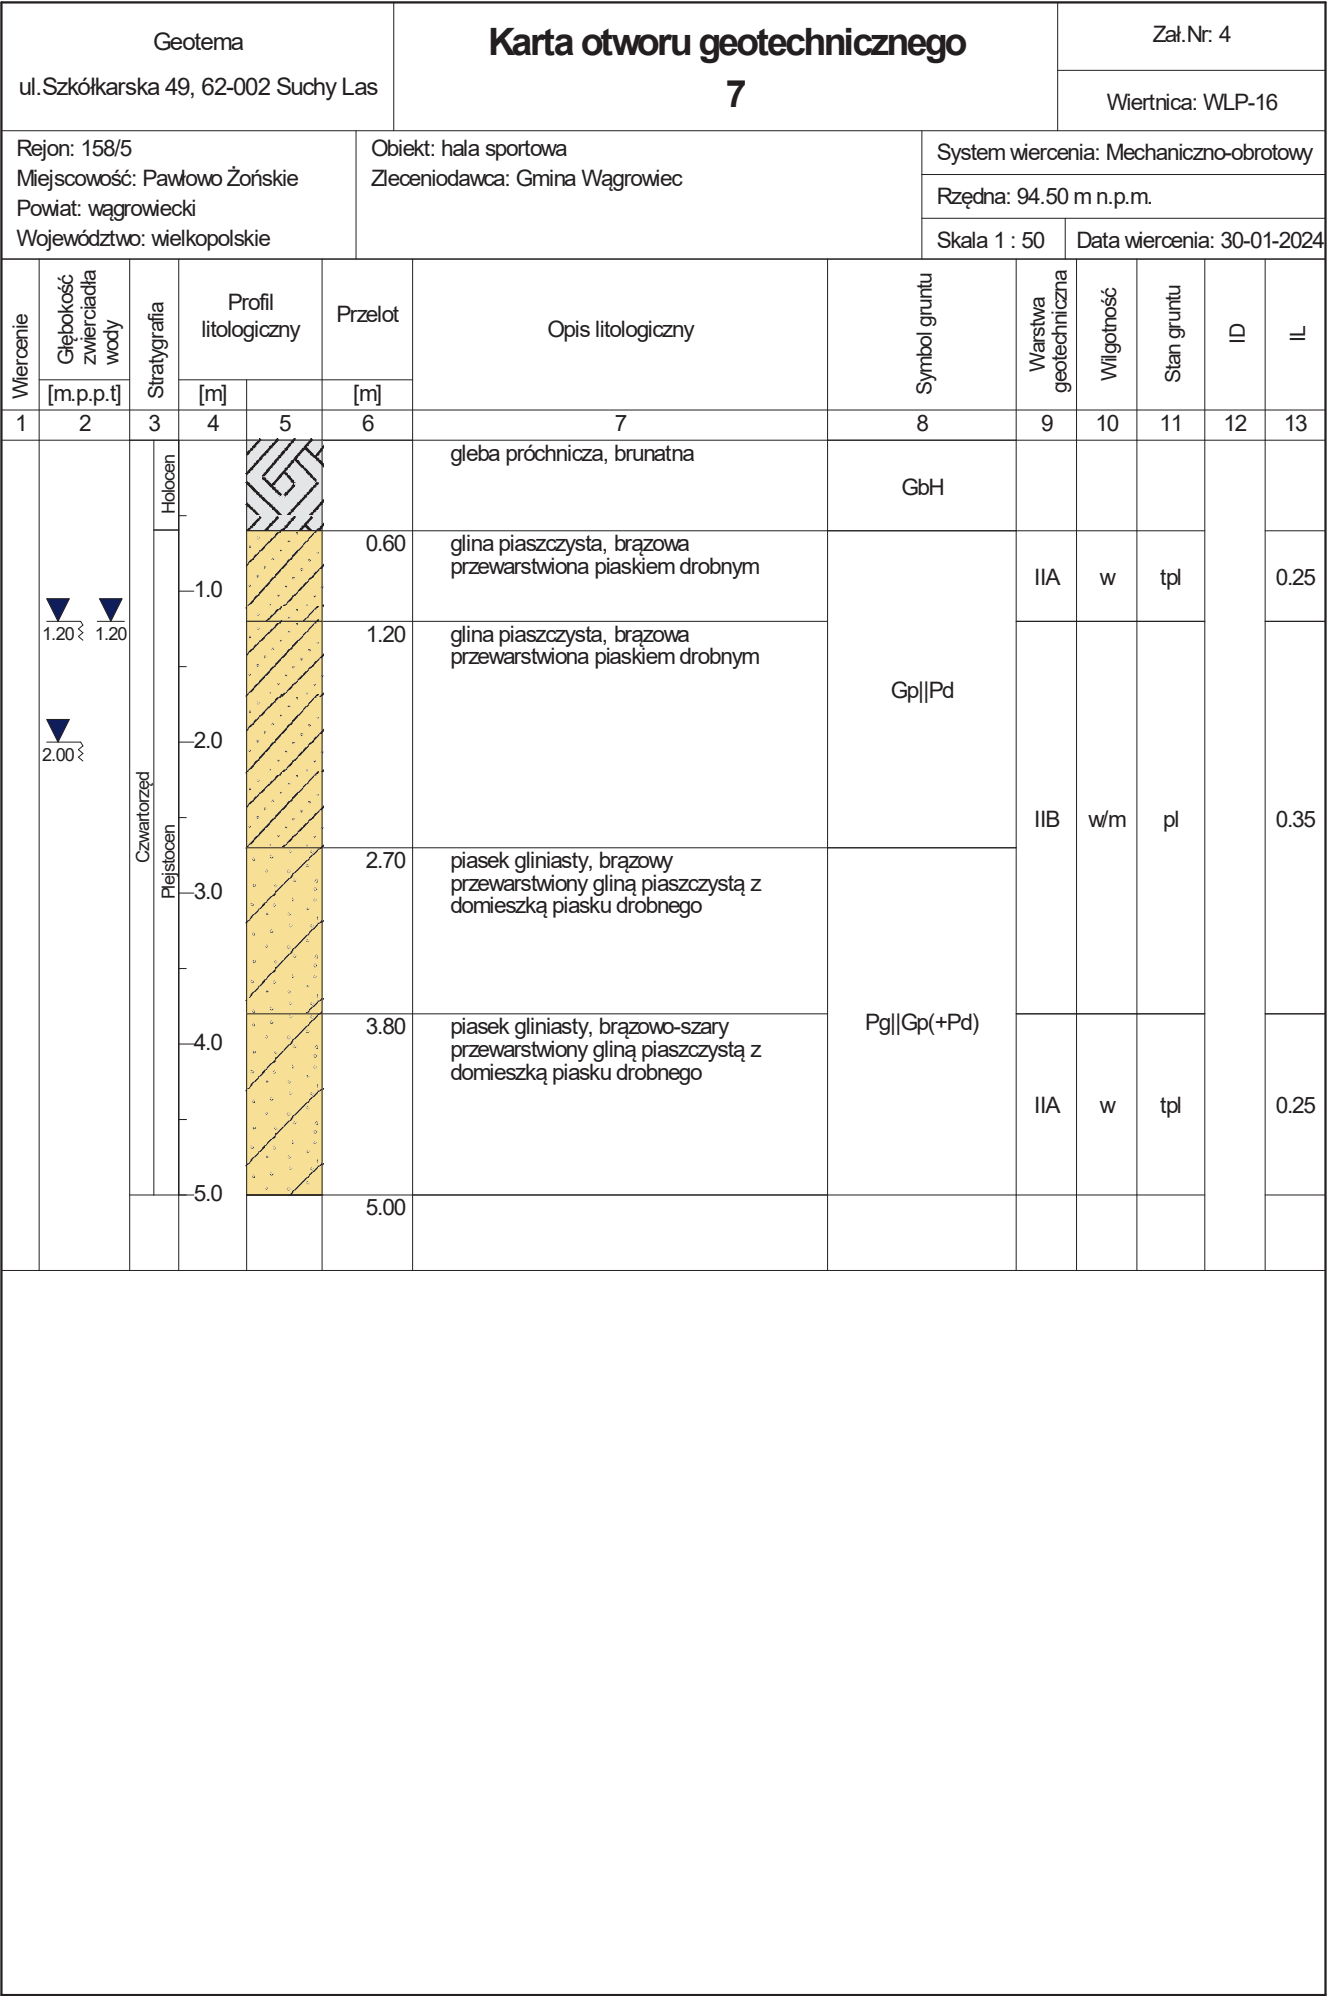 Geotema
ul.Szkółkarska 49, 62-002 Suchy Las
Karta otworu geotechnicznego
7
Zał.Nr: 4
Wiertnica: WLP-16
Rejon: 158/5
Miejscowość: Pawłowo Żońskie
Powiat: wągrowiecki
Województwo: wielkopolskie
Obiekt: hala sportowa
Zleceniodawca: Gmina Wągrowiec
System wiercenia: Mechaniczno-obrotowy
Rzędna: 94.50 m n.p.m.
Skala 1 : 50
Data wiercenia: 30-01-2024
Wiercenie
Głębokość
zwierciadła
wody
[m.p.p.t]
Stratygrafia
Profil
litologiczny
[m]
Przelot
[m]
Opis litologiczny
Symbol gruntu
Warstwa
geotechniczna
Wilgotność
Stan gruntu
ID
IL
1 2 3 4 5 6 7 8 9 10 11 12 13
Holocen
gleba próchnicza, brunatna
GbH
0.60
glina piaszczysta, brązowa
przewarstwiona piaskiem drobnym
IIA w tpl 0.25
1.0
1.20 1.20
1.20
glina piaszczysta, brązowa
przewarstwiona piaskiem drobnym
Gp||Pd
2.0
2.00
Czwartorzęd
Plejstocen
IIB w/m pl 0.35
2.70
piasek gliniasty, brązowy
przewarstwiony gliną piaszczystą z
domieszką piasku drobnego
3.0
3.80
piasek gliniasty, brązowo-szary
przewarstwiony gliną piaszczystą z
domieszką piasku drobnego
Pg||Gp(+Pd)
4.0
IIA w tpl 0.25
5.0
5.00